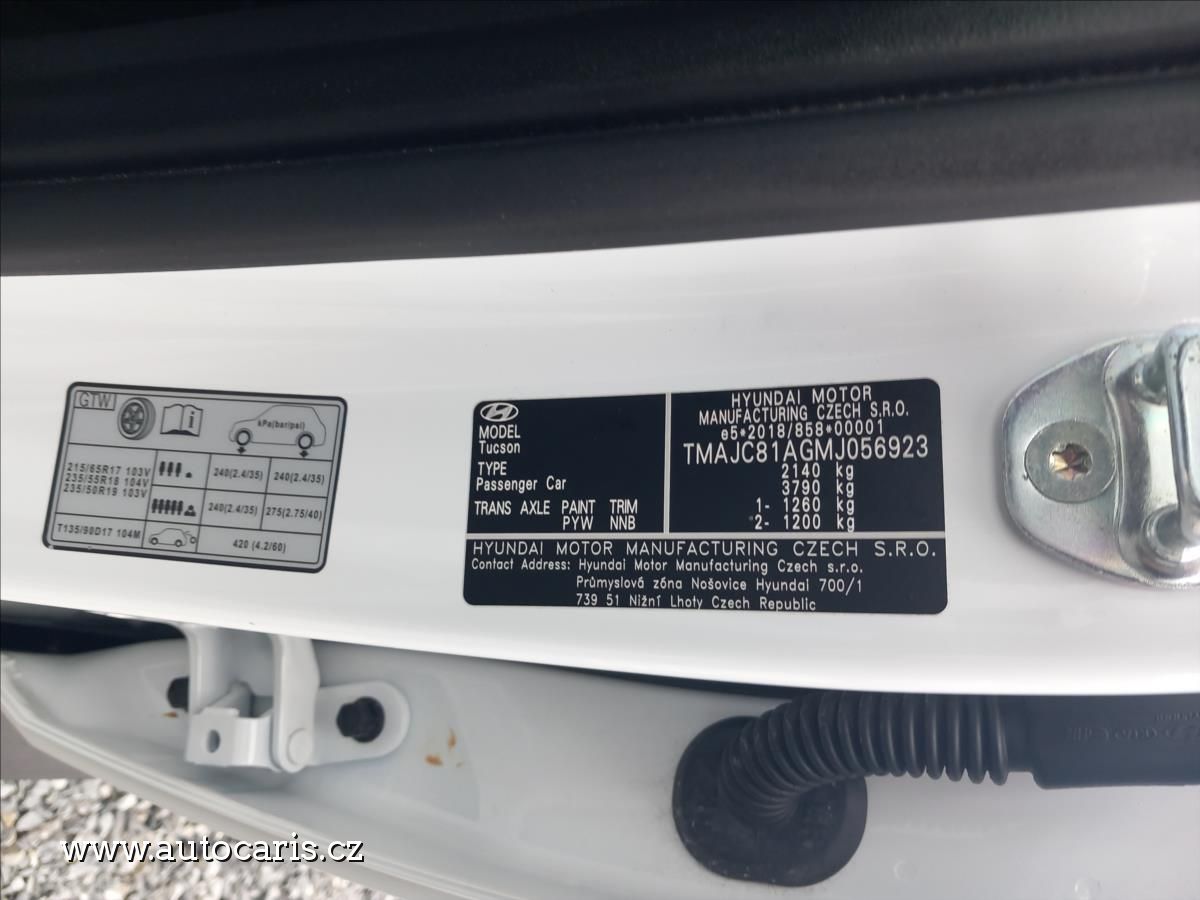 GTW
kPa(bar/psi)
215/65R17 103V
235/55R18 104V
235/50R19 103V
240(2.4/35) 240(2.4/35)
240(2.4/35) 275(2.75/40)
T135/90D17 104M
420 (4.2/60)
MODEL
Tucson
TYPE
Passenger Car
TRANS AXLE PAINT TRIM
PYW NNB
HYUNDAI MOTOR
MANUFACTURING CZECH S.R.O.
e5*2018/858*00001
TMAJC81AGMJ056923
2140 kg
3790 kg
1- 1260 kg
2- 1200 kg
HYUNDAI MOTOR MANUFACTURING CZECH S.R.O.
Contact Address: Hyundai Motor Manufacturing Czech s.r.o.
Průmyslová zóna Nošovice Hyundai 700/1
739 51 Nižní Lhoty Czech Republic
www.autocaris.cz